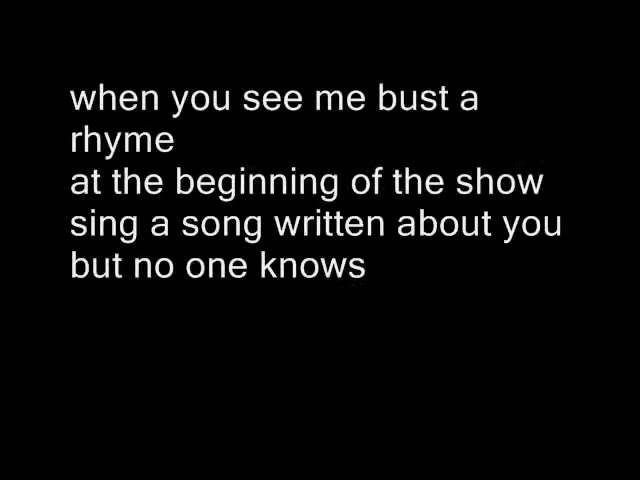 when you see me bust a
rhyme
at the beginning of the show
sing a song written about you
but no one knows